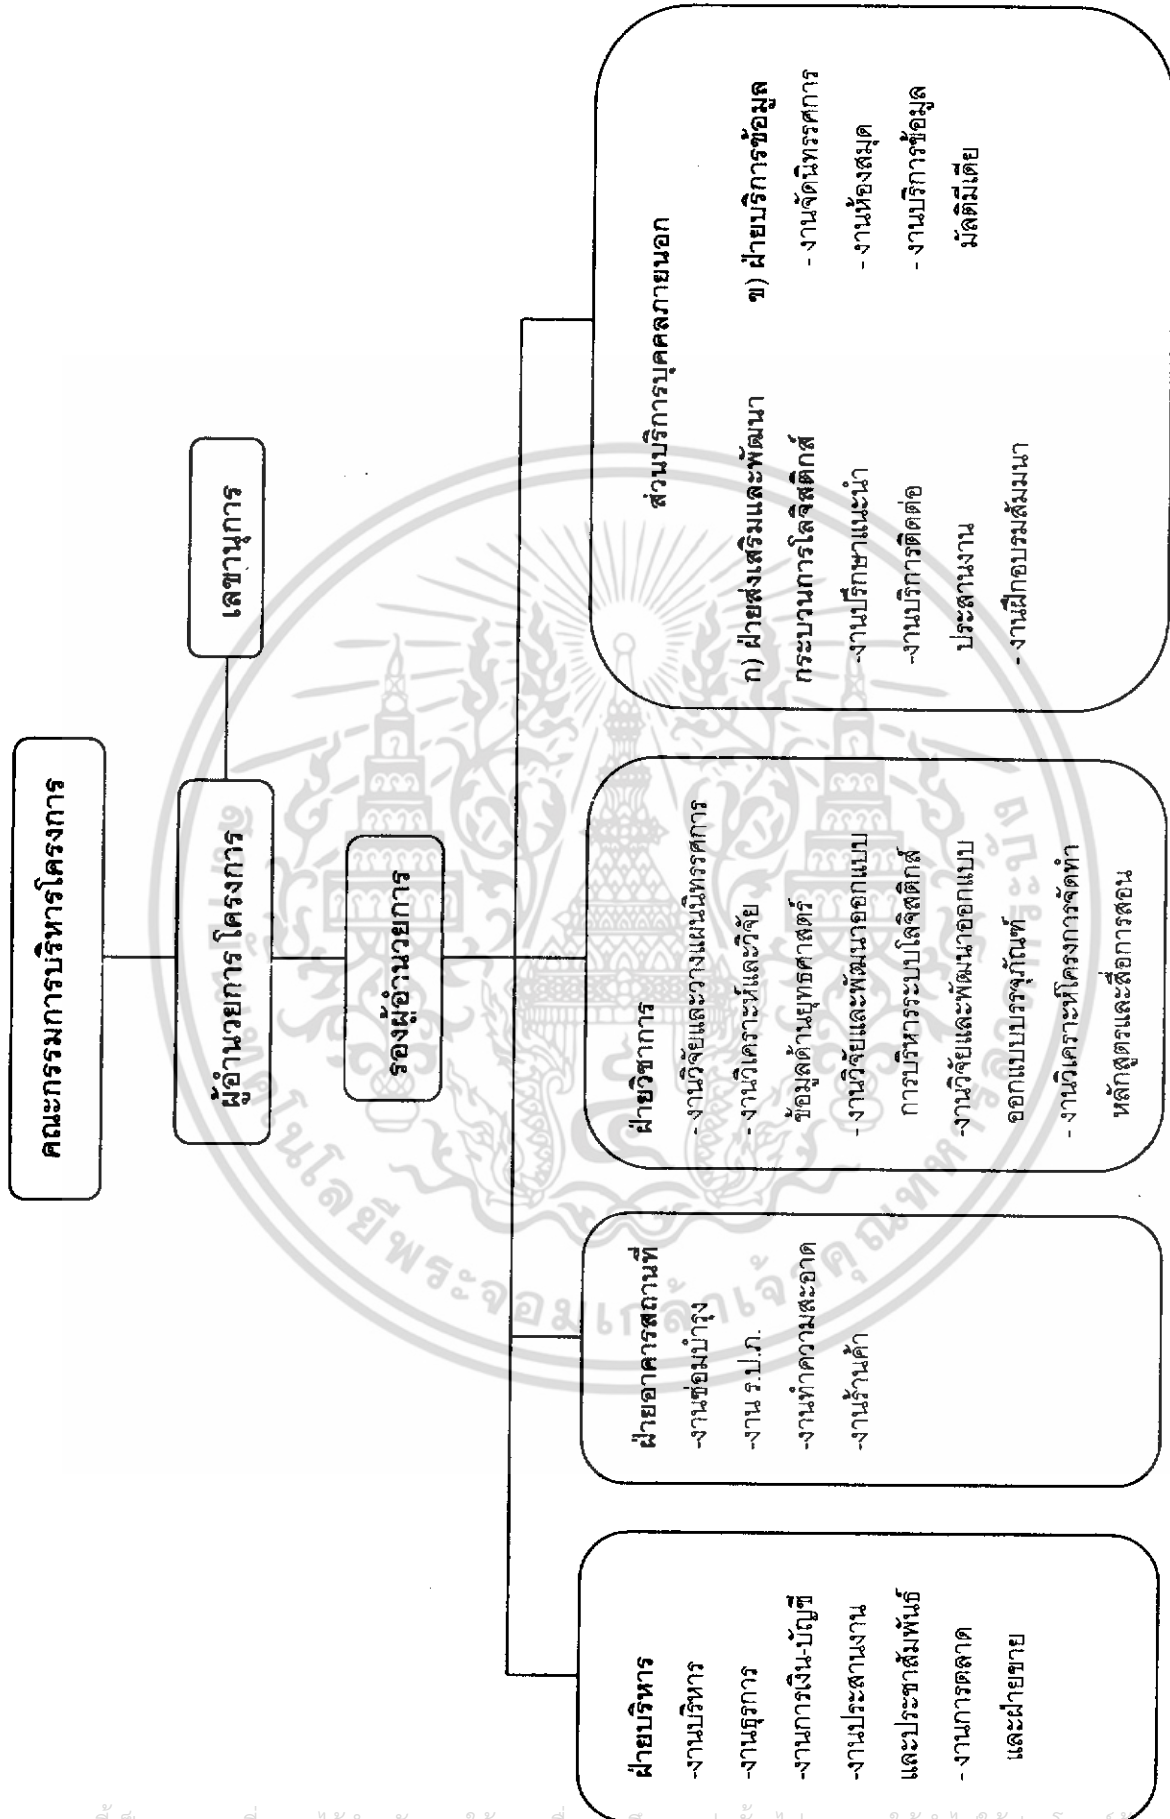 คณะกรรมการบริหารโครงการ
ผู้อำนวยการ โครงการ
เลขานุการ
รองผู้อำนวยการ
ฝ่ายบริหาร
-งานบริหาร
-งานธุรการ
-งานการเงิน-บัญชี
-งานประสานงาน
และประชาสัมพันธ์
- งานการตลาด
และฝ่ายขาย
ฝ่ายอาคารสถานที่
-งานซ่อมบำรุง
-งาน ร.ป.ภ.
-งานทำความสะอาด
-งานร้านค้า
ฝ่ายวิชาการ
- งานวิจัยและวางแผนนิทรรศการ
- งานวิเคราะห์และวิจัย
ข้อมูลด้านยุทธศาสตร์
- งานวิจัยและพัฒนาออกแบบ
การบริหารระบบโลจิสติกส์
-งานวิจัยและพัฒนาออกแบบ
ออกแบบบรรจุภัณฑ์
- งานวิเคราะห์โครงการจัดทำ
หลักสูตรและสื่อการสอน
ส่วนบริการบุคคลภายนอก
ก) ฝ่ายส่งเสริมและพัฒนา
กระบวนการโลจิสติกส์
-งานปรึกษาแนะนำ
-งานบริการติดต่อ
ประสานงาน
- งานฝึกอบรมสัมมนา
ข) ฝ่ายบริการข้อมูล
- งานจัดนิทรรศการ
- งานห้องสมุด
- งานบริการข้อมูล
มัลติมีเดีย